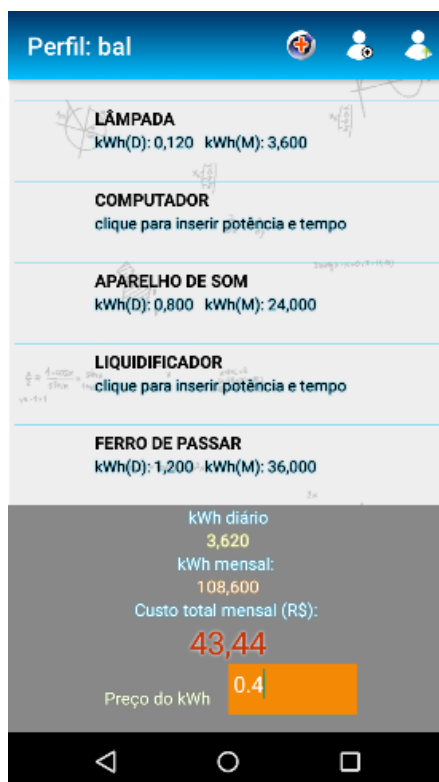 Perfil: bal
LÂMPADA
kWh(D): 0,120 kWh(M): 3,600
COMPUTADOR
clique para inserir potência e tempo
APARELHO DE SOM
kWh(D): 0,800 kWh(M): 24,000
LIQUIDIFICADOR
clique para inserir potência e tempo
FERRO DE PASSAR
kWh(D): 1,200 kWh(M): 36,000
kWh diário
3,620
kWh mensal:
108,600
Custo total mensal (R$):
43,44
Preço do kWh 0.4